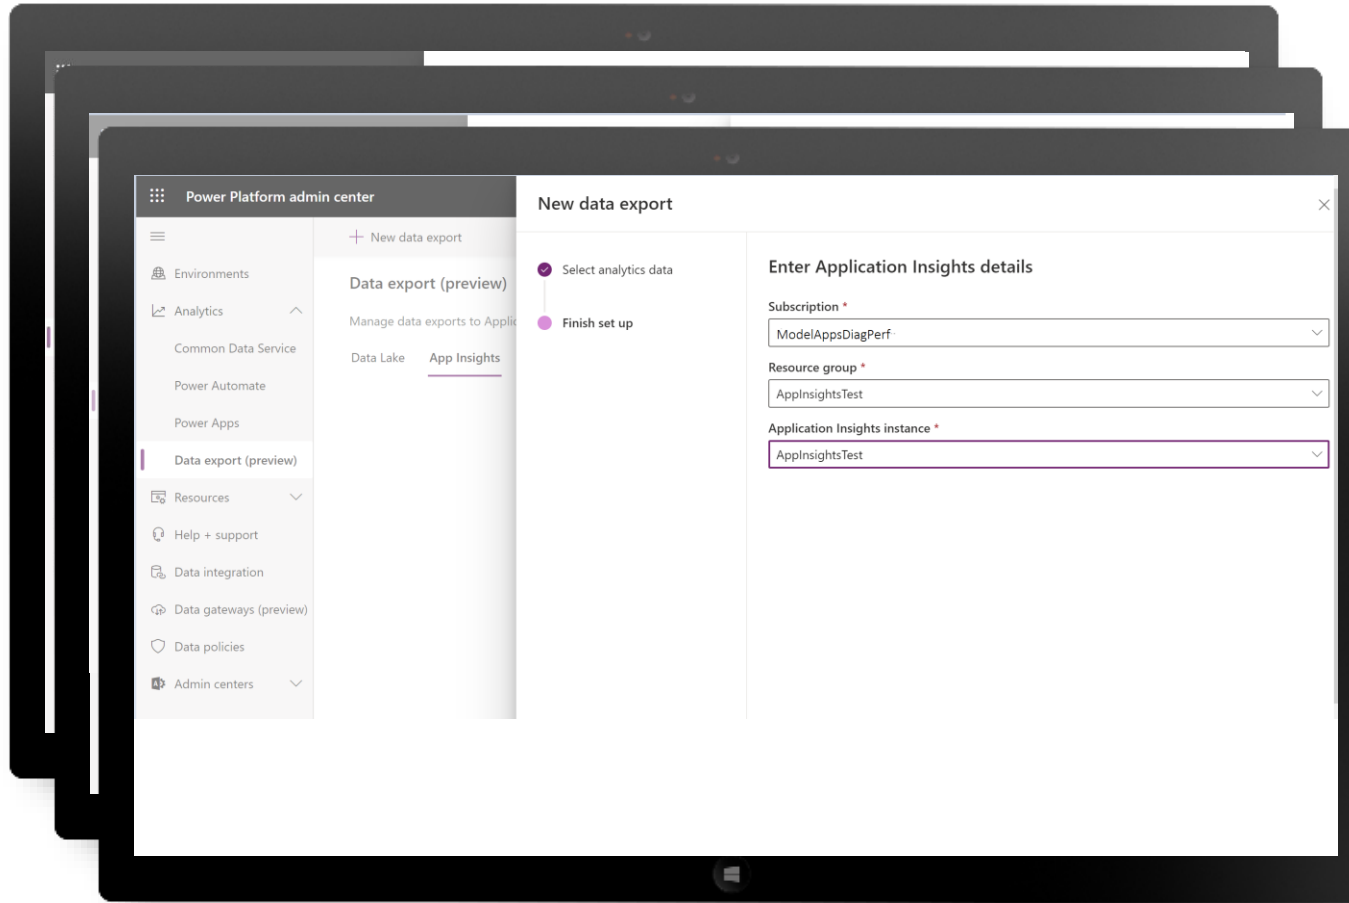 Power Platform admin center
New data export
Environments
Analytics
Common Data Service
Power Automate
Power Apps
Data export (preview)
Resources
Help + support
Data integration
Data gateways (preview)
Data policies
Admin centers
Data export (preview)
Manage data exports to Applic
Data Lake App Insights
New data export
Select analytics data
Finish set up
Enter Application Insights details
Subscription *
ModelAppsDiagPerf
Resource group *
AppInsightsTest
Application Insights instance *
AppInsightsTest